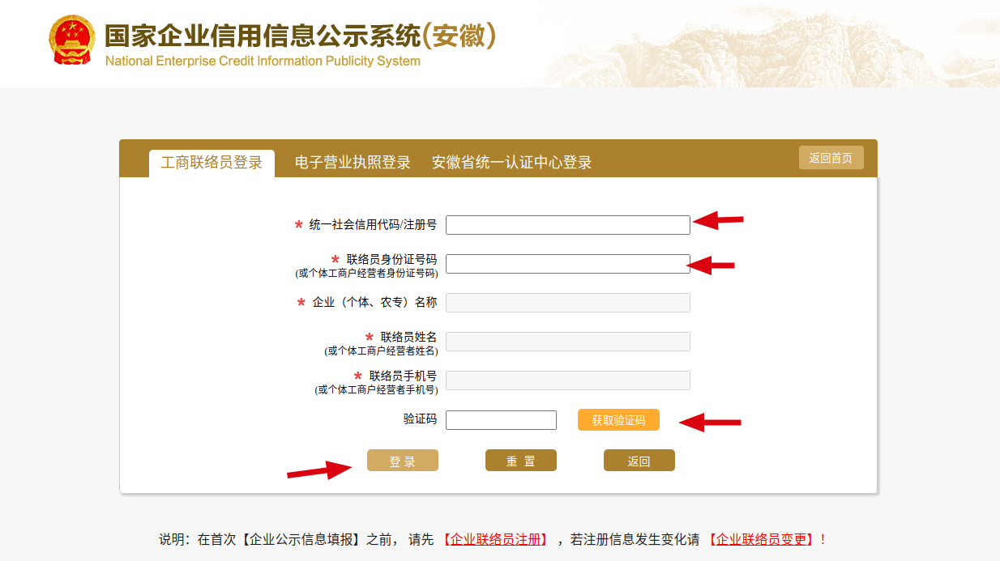 国家企业信用信息公示系统(安徽)
National Enterprise Credit Information Publicity System
工商联络员登录 电子营业执照登录 安徽省统一认证中心登录 返回首页
* 统一社会信用代码/注册号
* 联络员身份证号码
(或个体工商户经营者身份证号码)
* 企业（个体、农专）名称
* 联络员姓名
(或个体工商户经营者姓名)
* 联络员手机号
(或个体工商户经营者手机号)
验证码 获取验证码
登 录 重 置 返回
说明：在首次【企业公示信息填报】之前， 请先 【企业联络员注册】 ，若注册信息发生变化请 【企业联络员变更】！